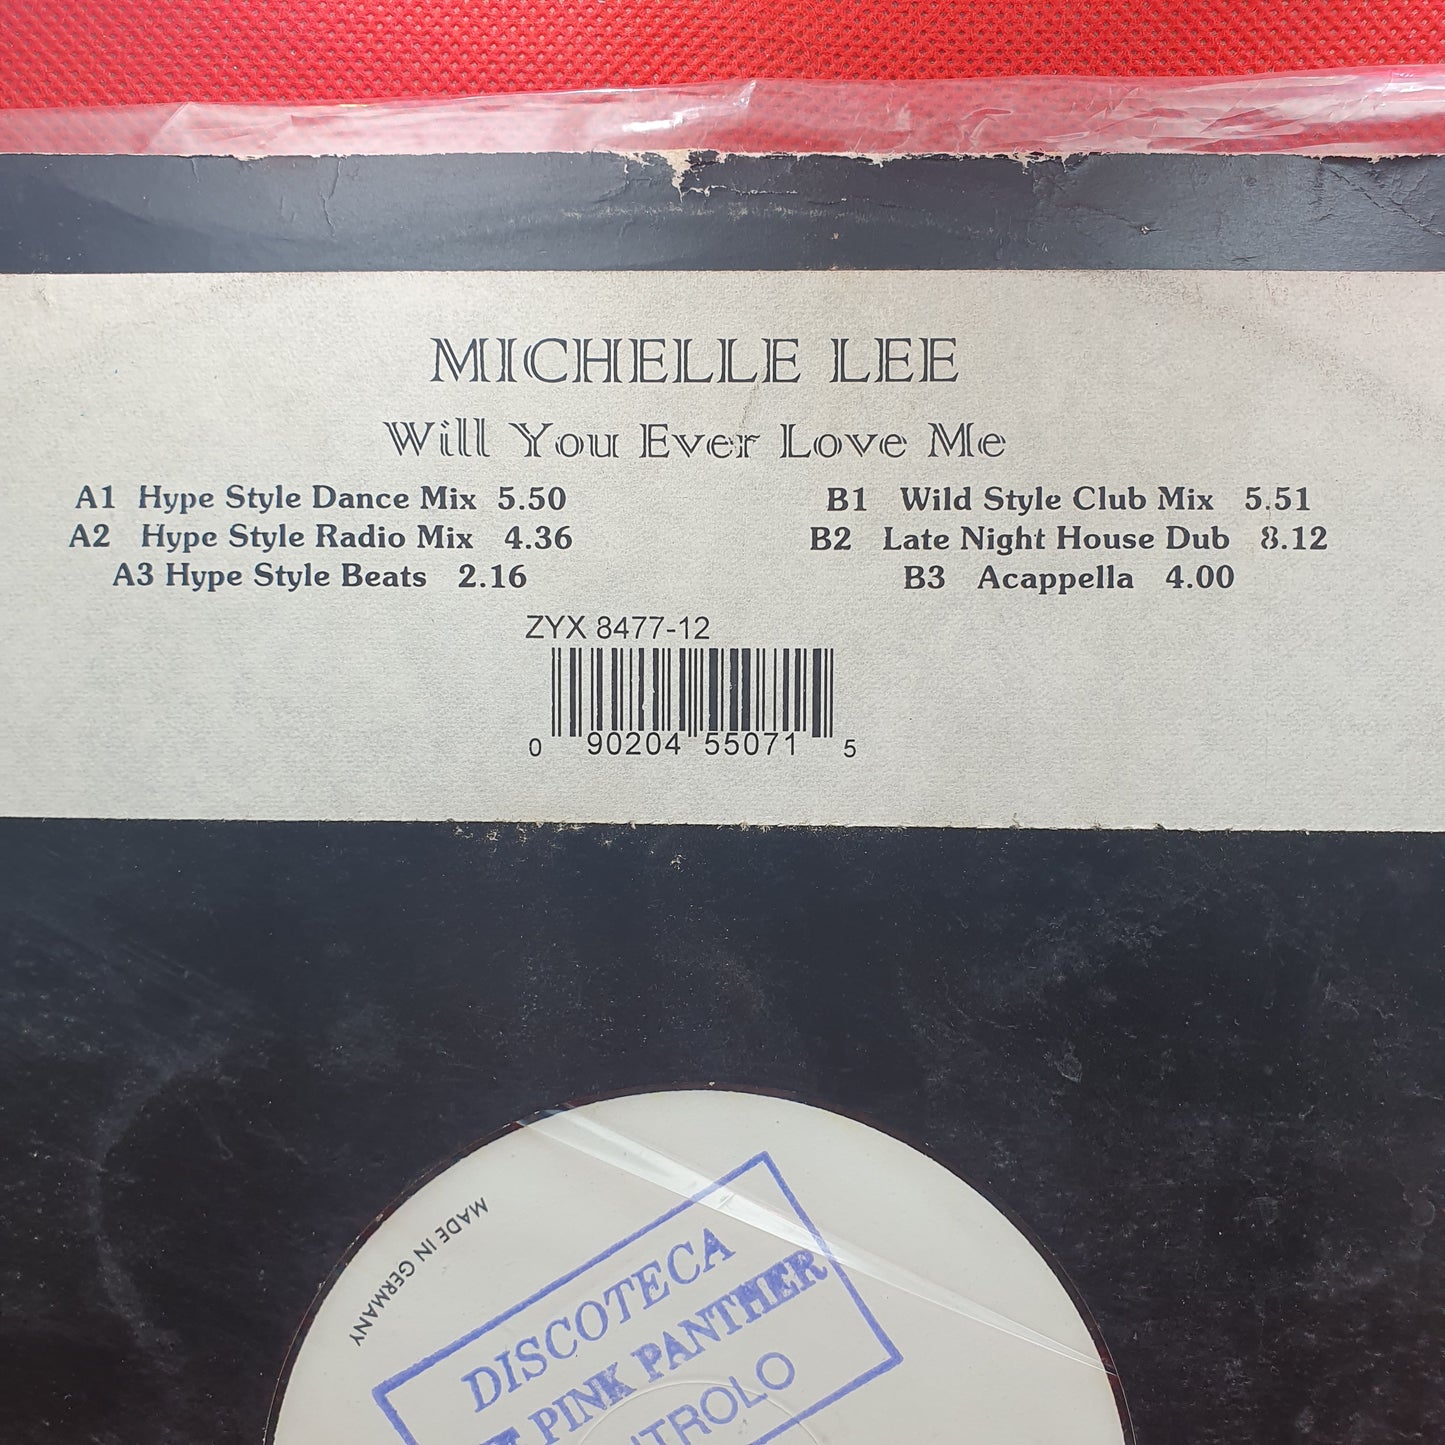 MICHELLE LEE
Will You Ever Love Me
A1 Hype Style Dance Mix 5.50
A2 Hype Style Radio Mix 4.36
A3 Hype Style Beats 2.16
B1 Wild Style Club Mix 5.51
B2 Late Night House Dub 8.12
B3 Acappella 4.00
ZYX 8477-12
0 90204 55071 5
MADE IN GERMANY
DISCOTECA
PINK PANTHER